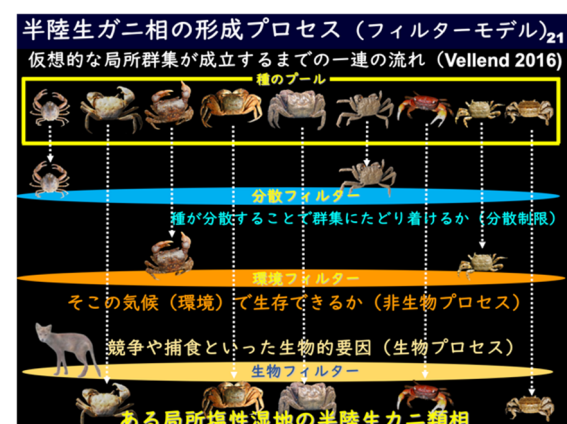 半陸生ガニ相の形成プロセス（フィルターモデル）21
仮想的な局所群集が成立するまでの一連の流れ（Vellend 2016）
種のプール
分散フィルター
種が分散することで群集にたどり着けるか（分散制限）
環境フィルター
そこの気候（環境）で生存できるか（非生物プロセス）
競争や捕食といった生物的要因（生物プロセス）
生物フィルター
ある局所塩性湿地の半陸生カニ類相